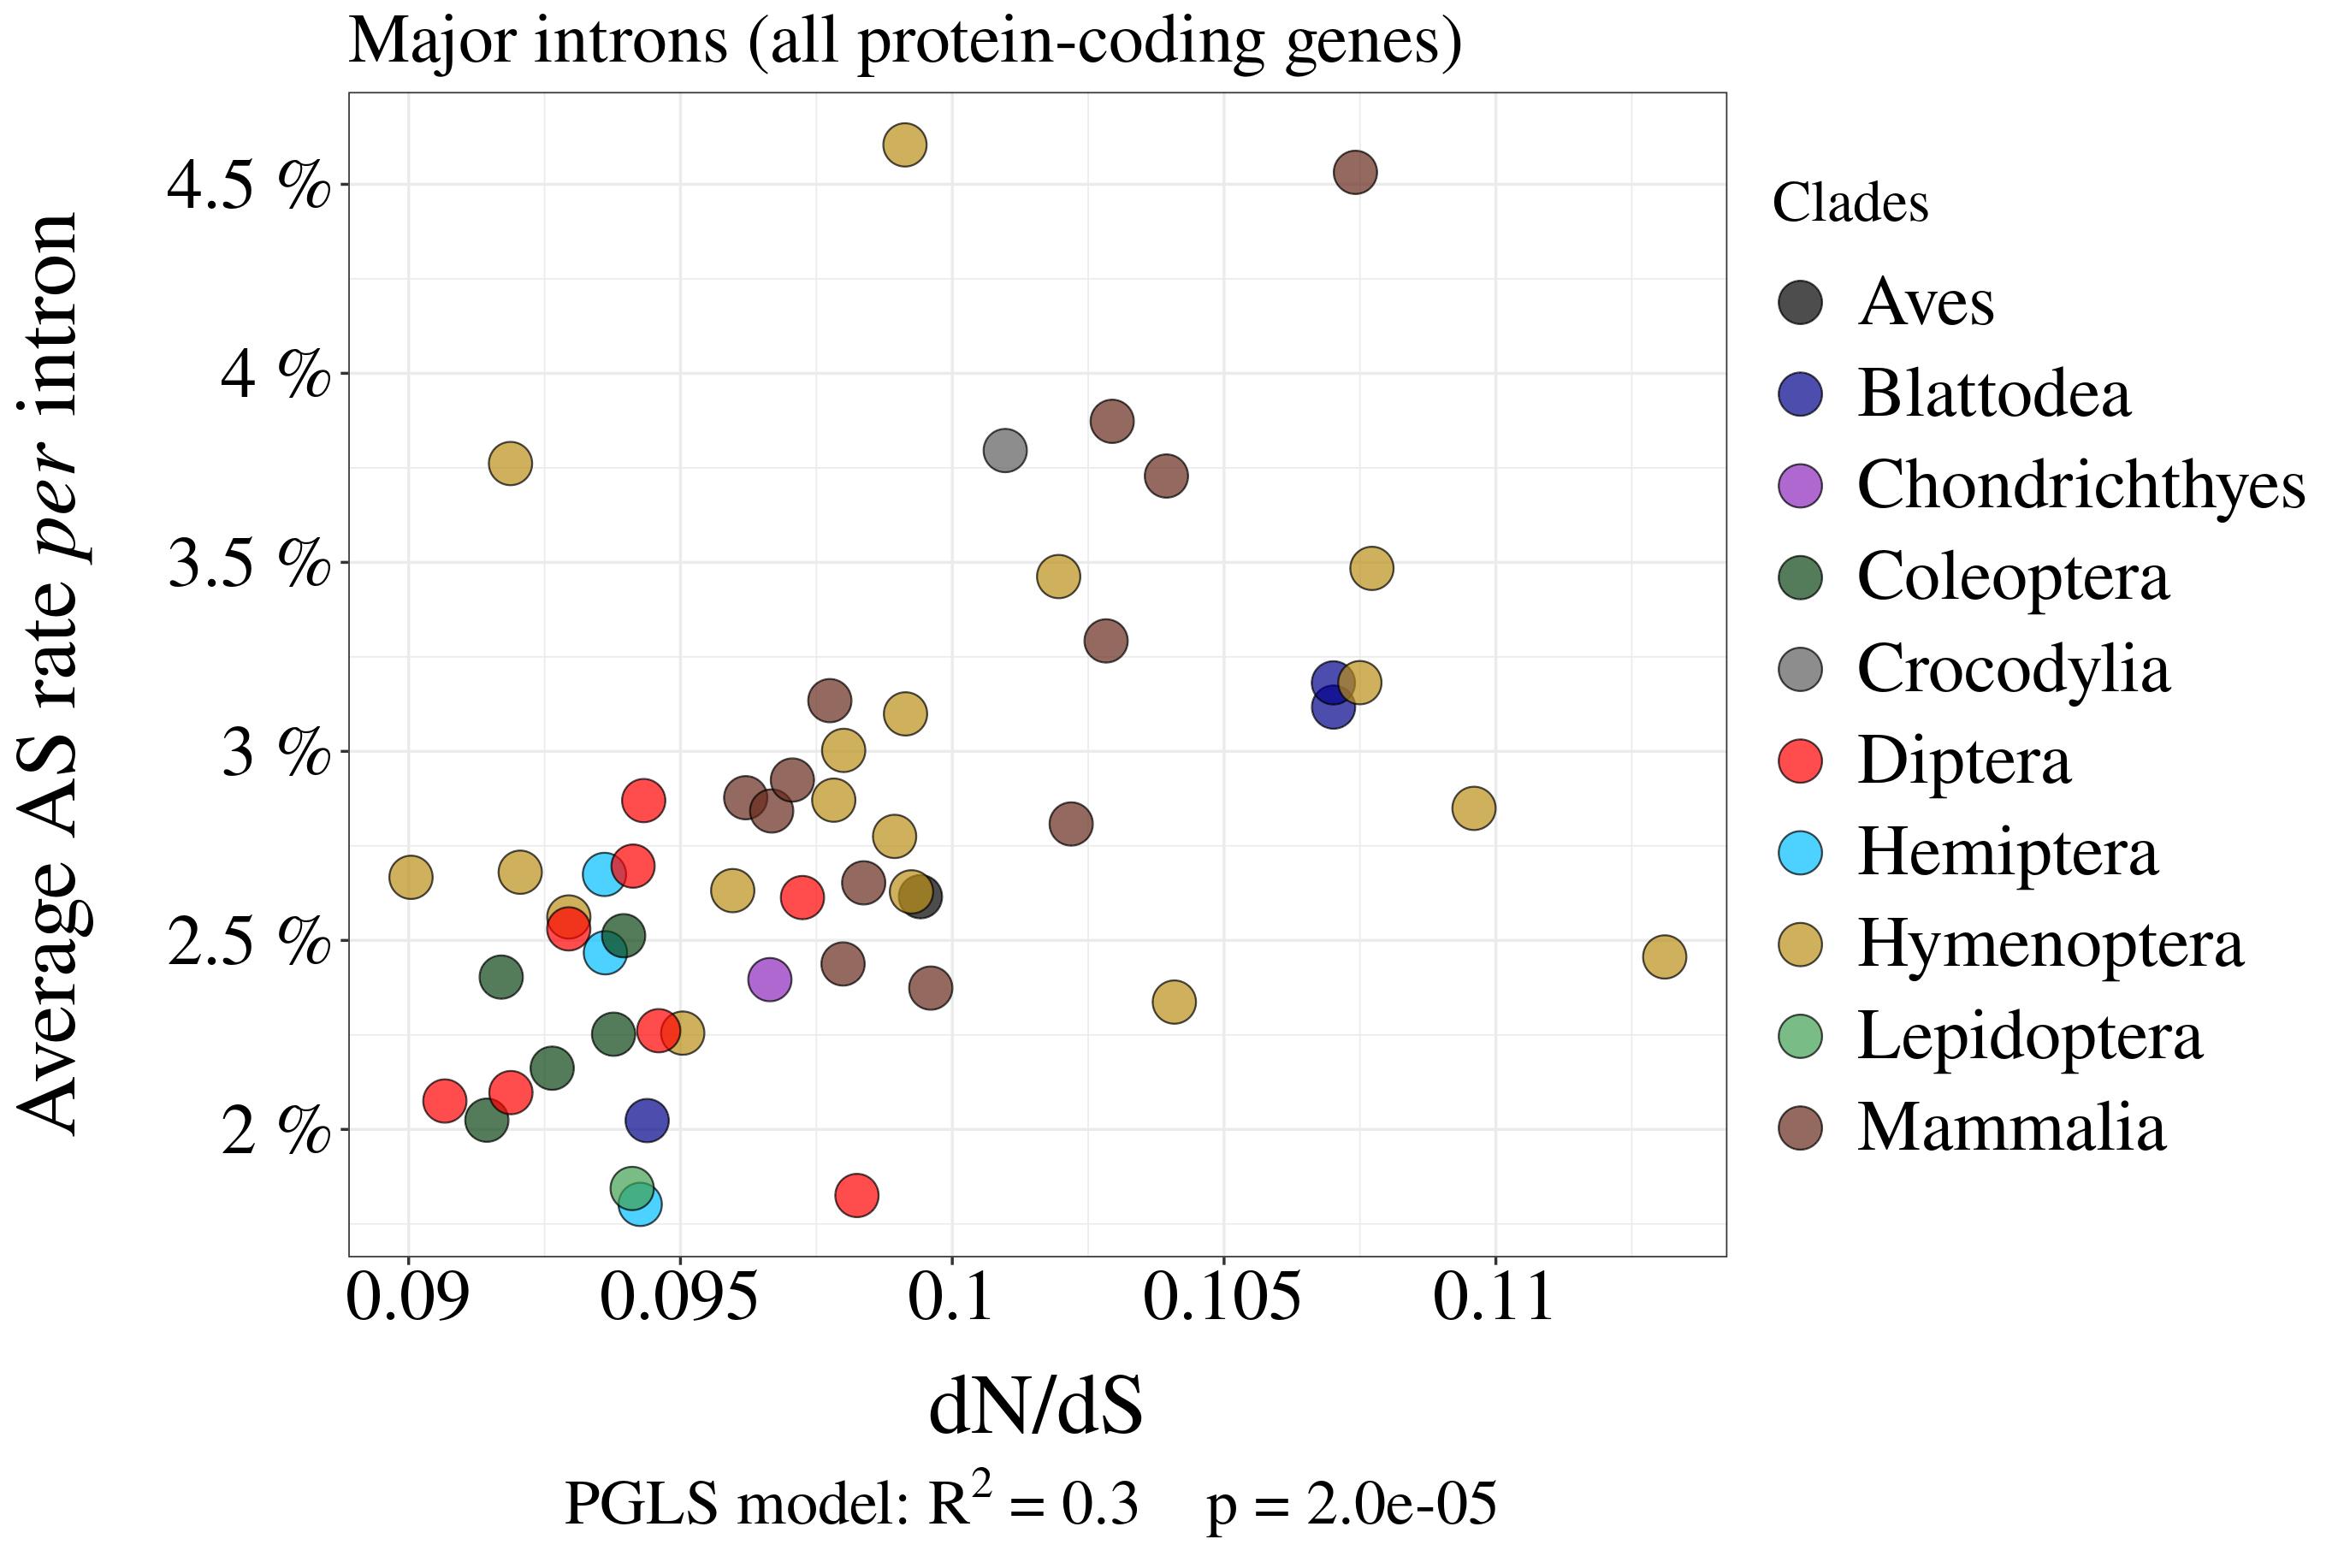 Major introns (all protein-coding genes)
Average AS rate per intron
4.5 %
4 %
3.5 %
3 %
2.5 %
2 %
0.09 0.095 0.1 0.105 0.11
dN/dS
PGLS model: R² = 0.3 p = 2.0e-05
Clades
Aves
Blattodea
Chondrichthyes
Coleoptera
Crocodylia
Diptera
Hemiptera
Hymenoptera
Lepidoptera
Mammalia